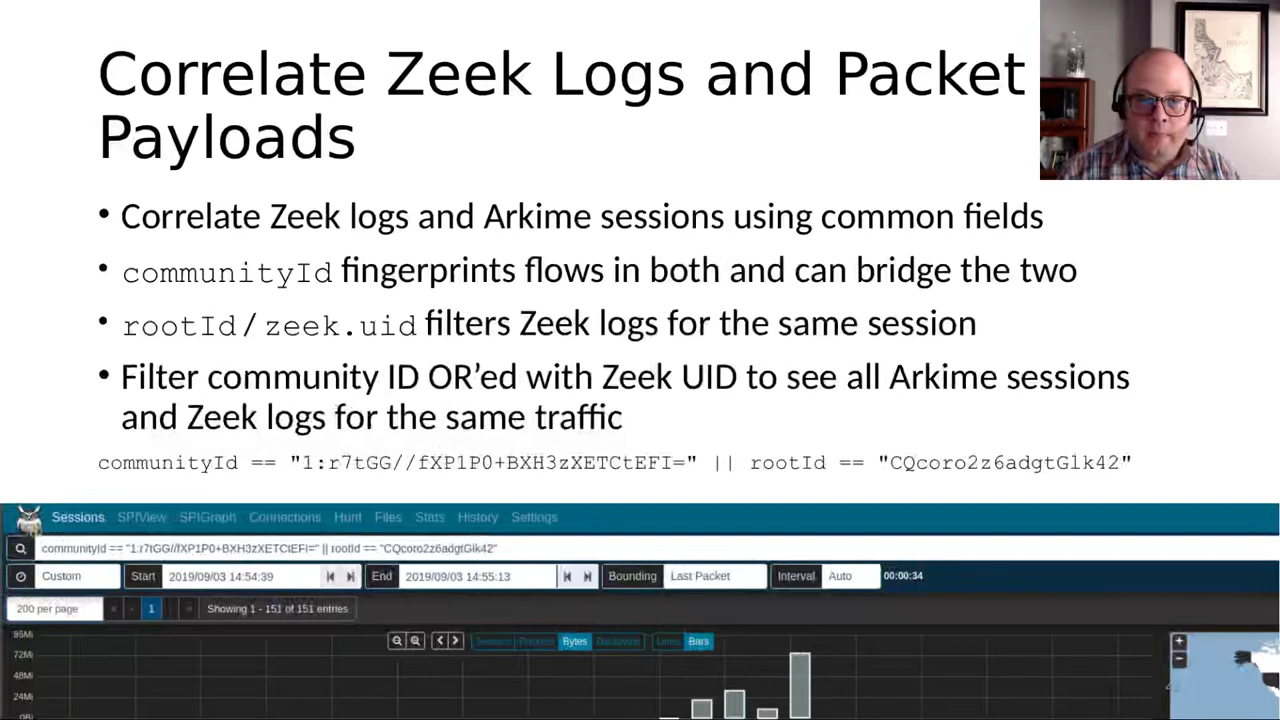 Correlate Zeek Logs and Packet
Payloads
• Correlate Zeek logs and Arkime sessions using common fields
• communityId fingerprints flows in both and can bridge the two
• rootId/zeek.uid filters Zeek logs for the same session
• Filter community ID OR’ed with Zeek UID to see all Arkime sessions
and Zeek logs for the same traffic
communityId == "1:r7tGG//fXP1P0+BXH3zXETCtEFI=" || rootId == "CQcoro2z6adgtGlk42"
Sessions SPIView SPIGraph Connections Hunt Files Stats History Settings
communityId == "1:r7tGG//fXP1P0+BXH3zXETCtEFI=" || rootId == "CQcoro2z6adgtGlk42"
Custom Start 2019/09/03 14:54:39 End 2019/09/03 14:55:13 Bounding Last Packet Interval Auto 00:00:34
200 per page « ‹ 1 › » Showing 1 - 151 of 151 entries
95Mi Sessions Packets Bytes Databytes Lines Bars +
72Mi −
48Mi
24Mi
0Bi